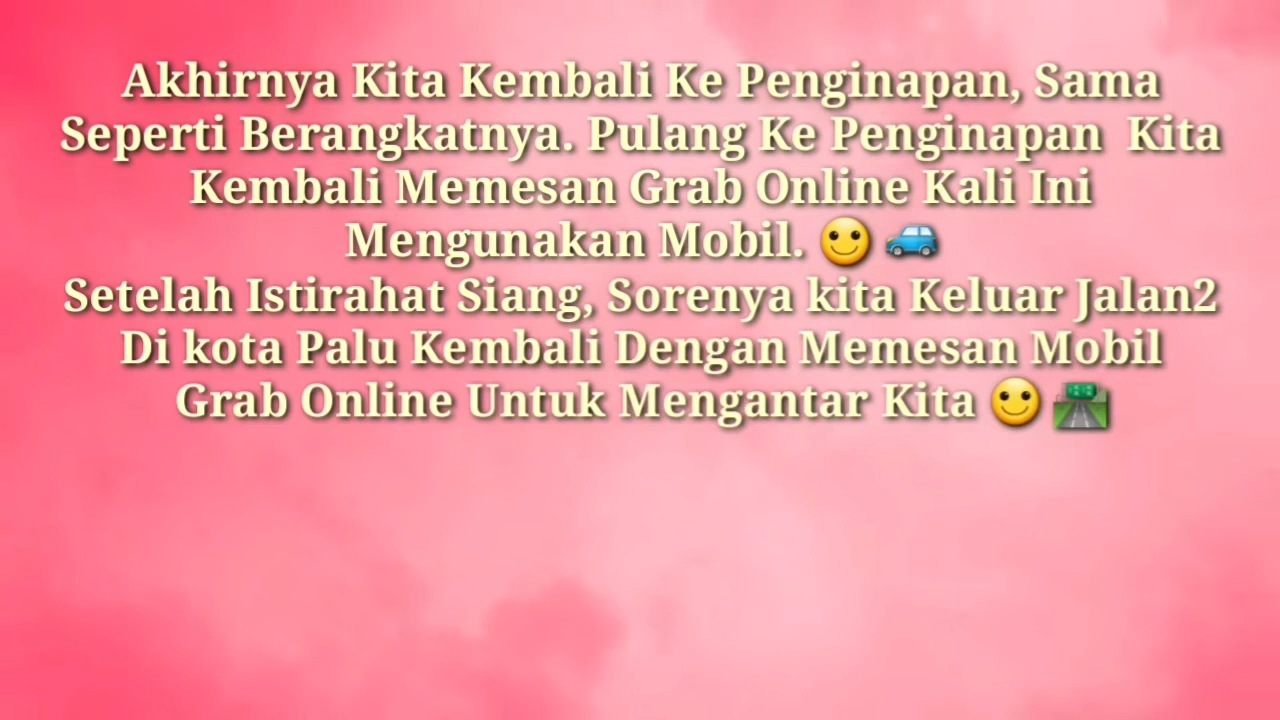 Akhirnya Kita Kembali Ke Penginapan, Sama
Seperti Berangkatnya. Pulang Ke Penginapan  Kita
Kembali Memesan Grab Online Kali Ini
Mengunakan Mobil. 🙂 🚙
Setelah Istirahat Siang, Sorenya kita Keluar Jalan2
Di kota Palu Kembali Dengan Memesan Mobil
Grab Online Untuk Mengantar Kita 🙂 🛣️